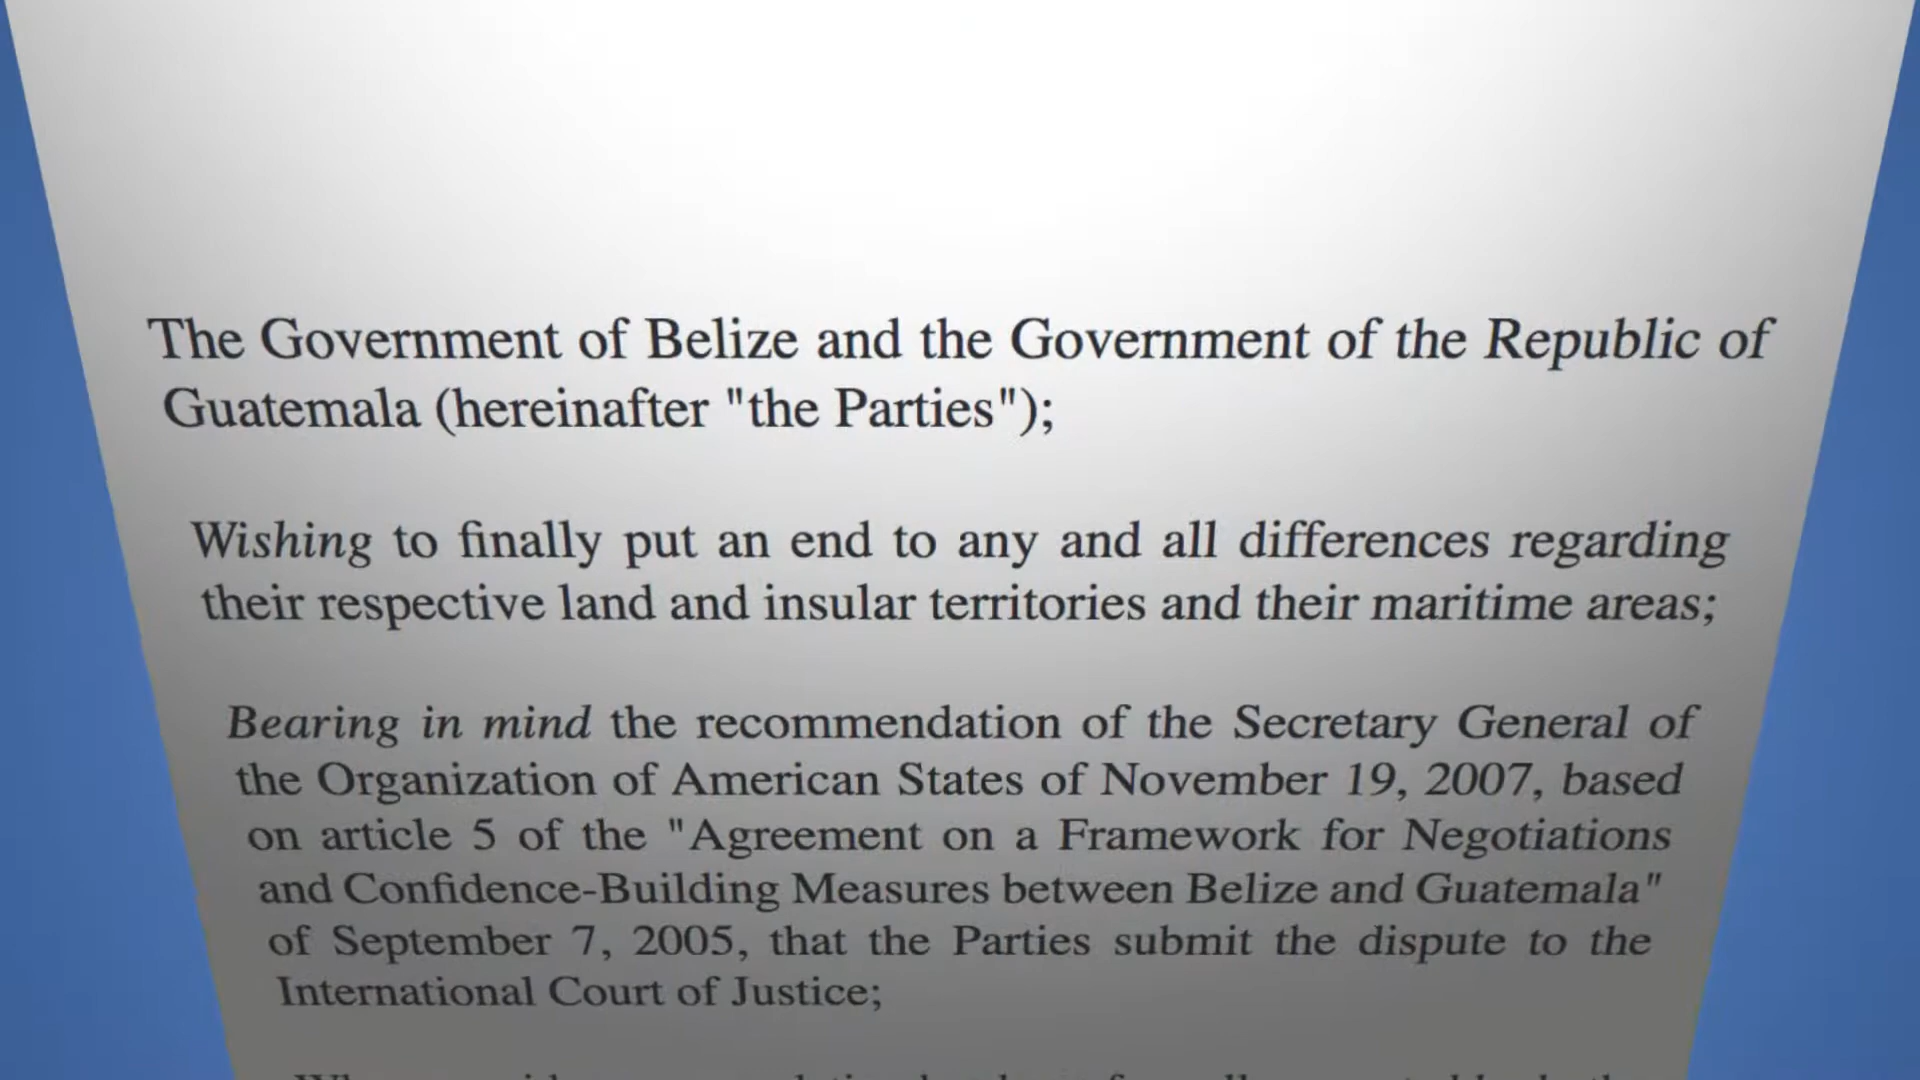 The Government of Belize and the Government of the Republic of
Guatemala (hereinafter "the Parties");
Wishing to finally put an end to any and all differences regarding
their respective land and insular territories and their maritime areas;
Bearing in mind the recommendation of the Secretary General of
the Organization of American States of November 19, 2007, based
on article 5 of the "Agreement on a Framework for Negotiations
and Confidence-Building Measures between Belize and Guatemala"
of September 7, 2005, that the Parties submit the dispute to the
International Court of Justice;